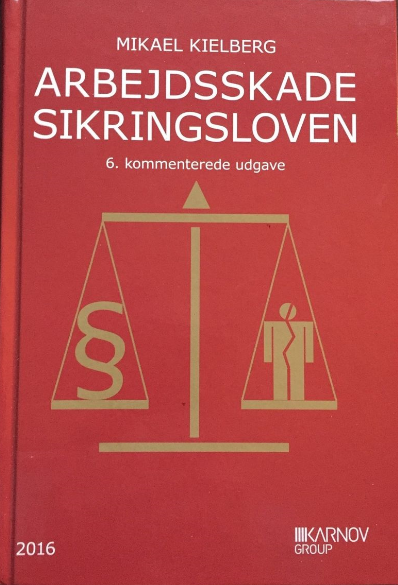 MIKAEL KIELBERG
ARBEJDSSKADE
SIKRINGSLOVEN
6. kommenterede udgave
§
2016
KARNOV
GROUP